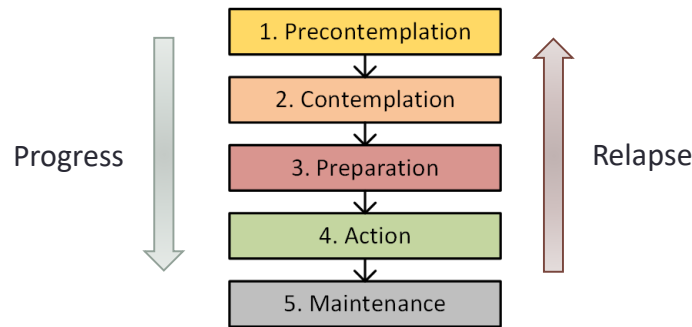 1. Precontemplation
2. Contemplation
Progress
3. Preparation
Relapse
4. Action
5. Maintenance